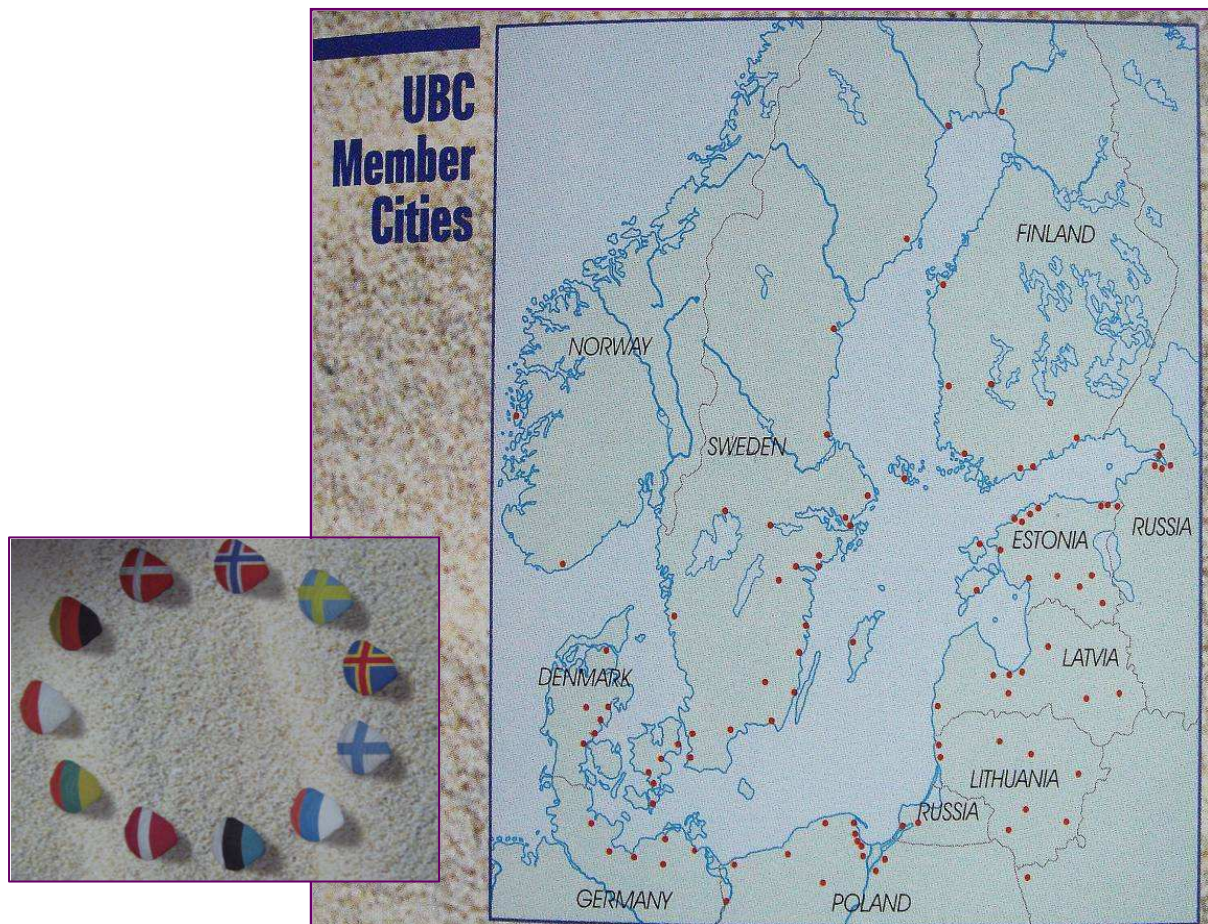 UBC
Member
Cities
FINLAND
NORWAY
SWEDEN
ESTONIA
RUSSIA
LATVIA
DENMARK
LITHUANIA
RUSSIA
GERMANY
POLAND